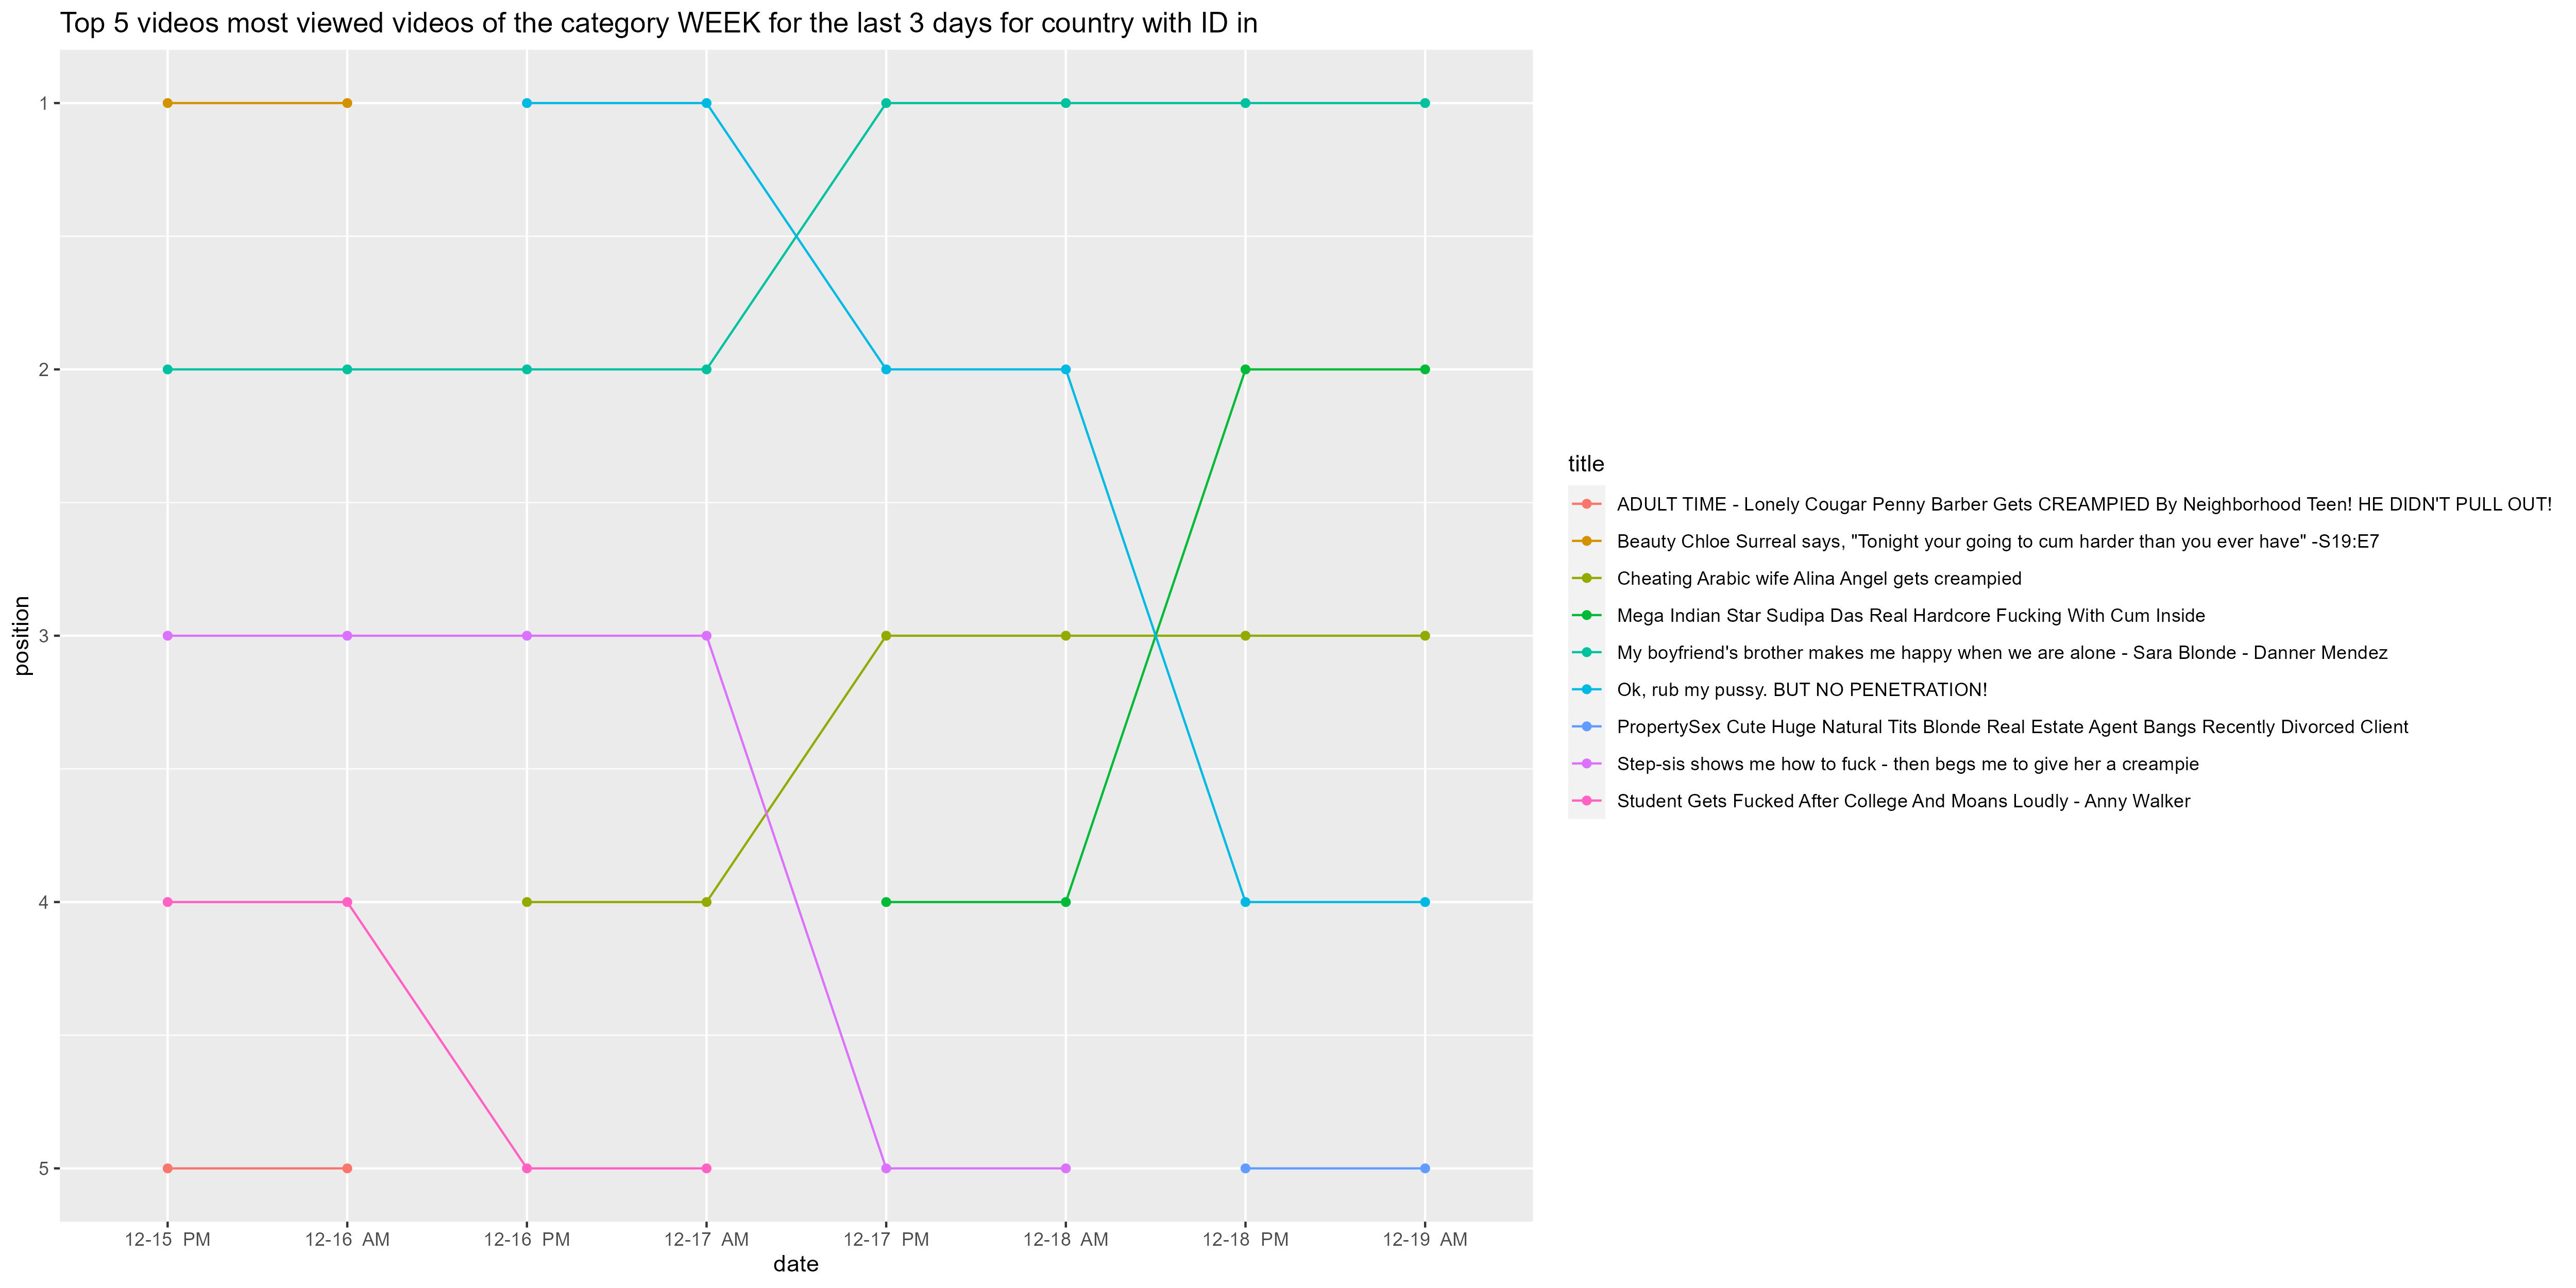 Top 5 videos most viewed videos of the category WEEK for the last 3 days for country with ID in
1
2
3
4
5
position
12-15 PM
12-16 AM
12-16 PM
12-17 AM
12-17 PM
12-18 AM
12-18 PM
12-19 AM
date
title
ADULT TIME - Lonely Cougar Penny Barber Gets CREAMPIED By Neighborhood Teen! HE DIDN'T PULL OUT!
Beauty Chloe Surreal says, "Tonight your going to cum harder than you ever have" -S19:E7
Cheating Arabic wife Alina Angel gets creampied
Mega Indian Star Sudipa Das Real Hardcore Fucking With Cum Inside
My boyfriend's brother makes me happy when we are alone - Sara Blonde - Danner Mendez
Ok, rub my pussy. BUT NO PENETRATION!
PropertySex Cute Huge Natural Tits Blonde Real Estate Agent Bangs Recently Divorced Client
Step-sis shows me how to fuck - then begs me to give her a creampie
Student Gets Fucked After College And Moans Loudly - Anny Walker